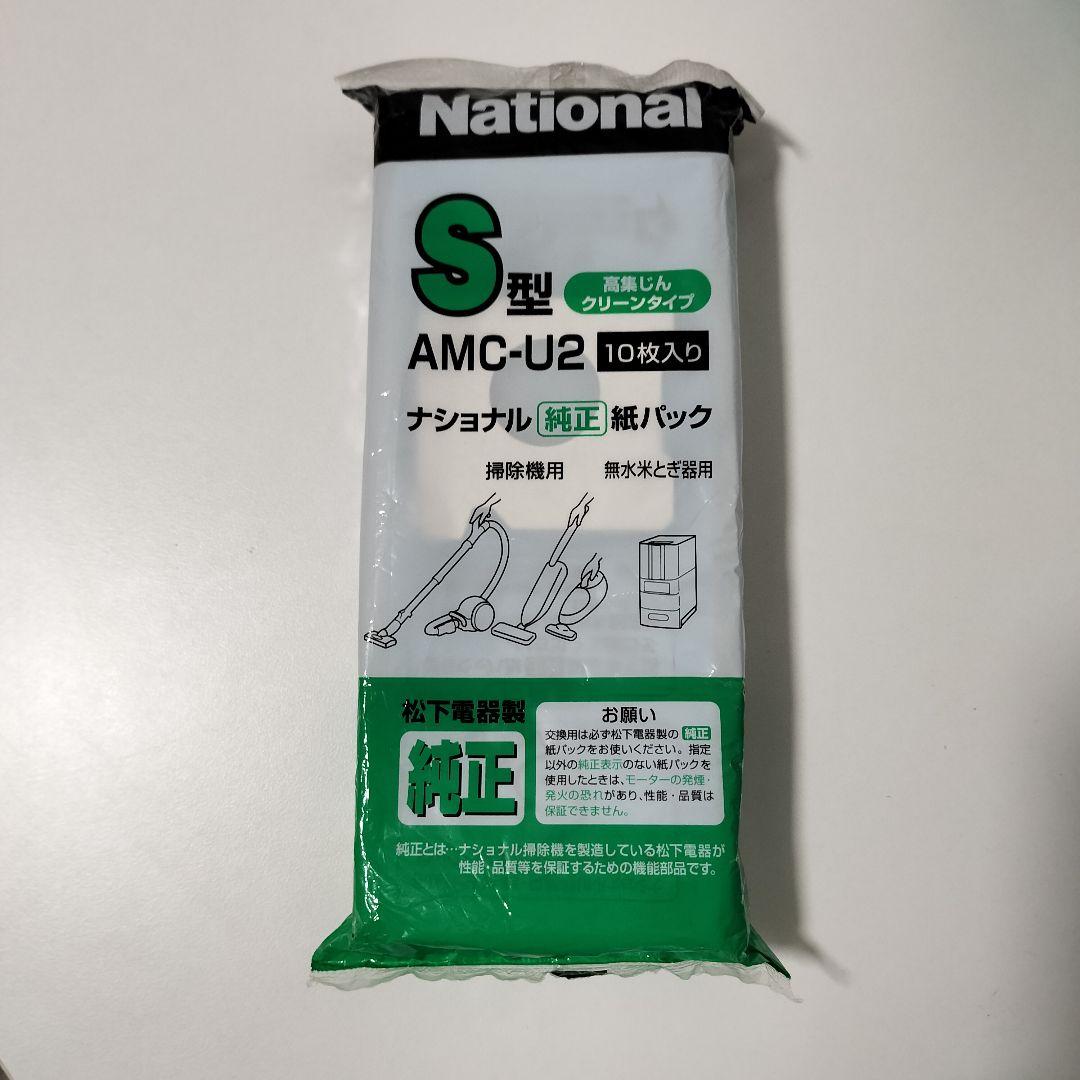 National
S型
高集じん
クリーンタイプ
AMC-U2 10枚入り
ナショナル 純正 紙パック
掃除機用 無水米とぎ器用
松下電器製
純正
お願い
交換用は必ず松下電器製の 純正
紙パックをお使いください。指定
以外の純正表示のない紙パックを
使用したときは、モーターの発煙・
発火の恐れがあり、性能・品質は
保証できません。
純正とは…ナショナル掃除機を製造している松下電器が
性能・品質等を保証するための機能部品です。